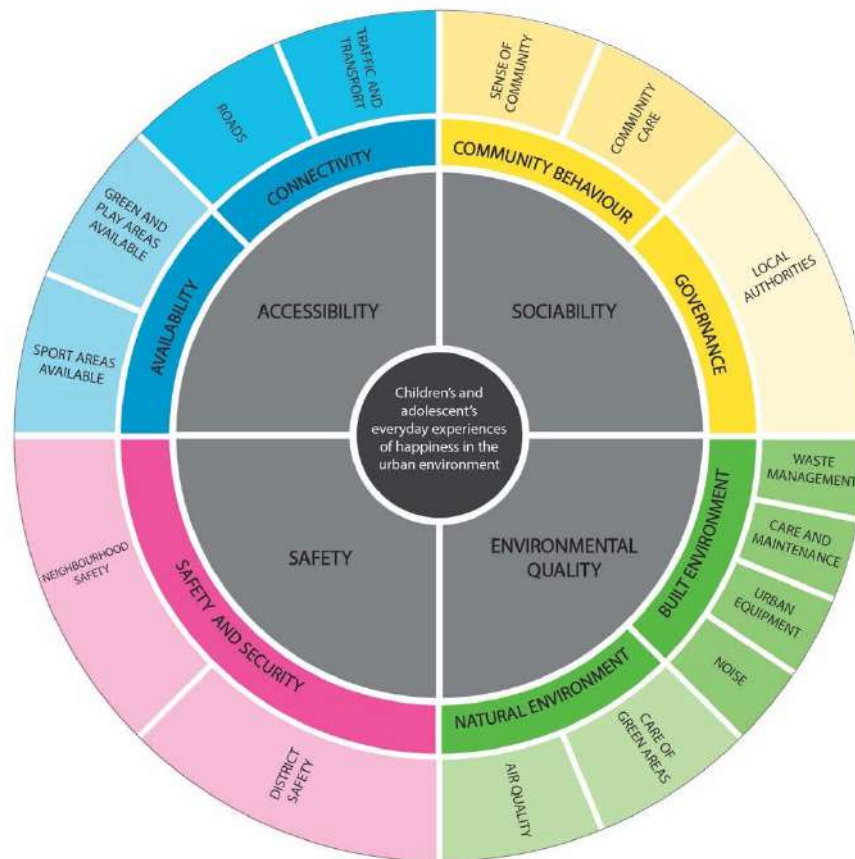 TRAFFIC AND
TRANSPORT
ROADS
SENSE OF
COMMUNITY
COMMUNITY
CARE
CONNECTIVITY
COMMUNITY BEHAVIOUR
GREEN AND
PLAY AREAS
AVAILABLE
SPORT AREAS
AVAILABLE
AVAILABILITY
GOVERNANCE
LOCAL
AUTHORITIES
ACCESSIBILITY
SOCIABILITY
Children's and
adolescent's
everyday experiences
of happiness in the
urban environment
SAFETY
ENVIRONMENTAL
QUALITY
NEIGHBOURHOOD
SAFETY
SAFETY AND SECURITY
DISTRICT
SAFETY
BUILT ENVIRONMENT
WASTE
MANAGEMENT
CARE AND
MAINTENANCE
URBAN
EQUIPMENT
NOISE
NATURAL ENVIRONMENT
AIR QUALITY
CARE OF
GREEN AREAS